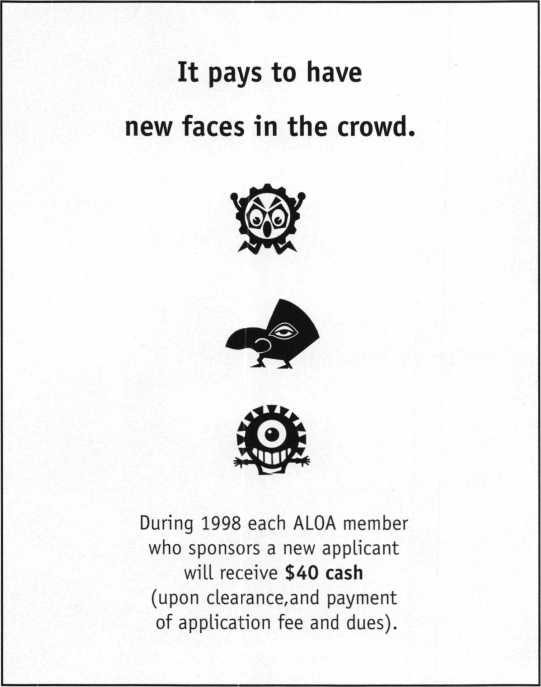 It pays to have
new faces in the crowd.
During 1998 each ALOA member
who sponsors a new applicant
will receive $40 cash
(upon clearance,and payment
of application fee and dues).